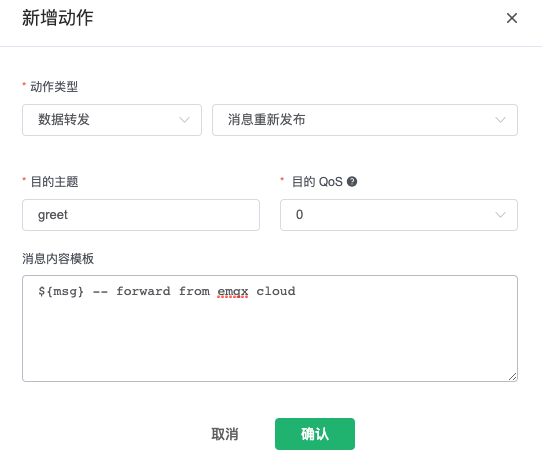 新增动作
* 动作类型
数据转发 消息重新发布
* 目的主题 * 目的 QoS
greet 0
消息内容模板
${msg} -- forward from emqx cloud
取消 确认